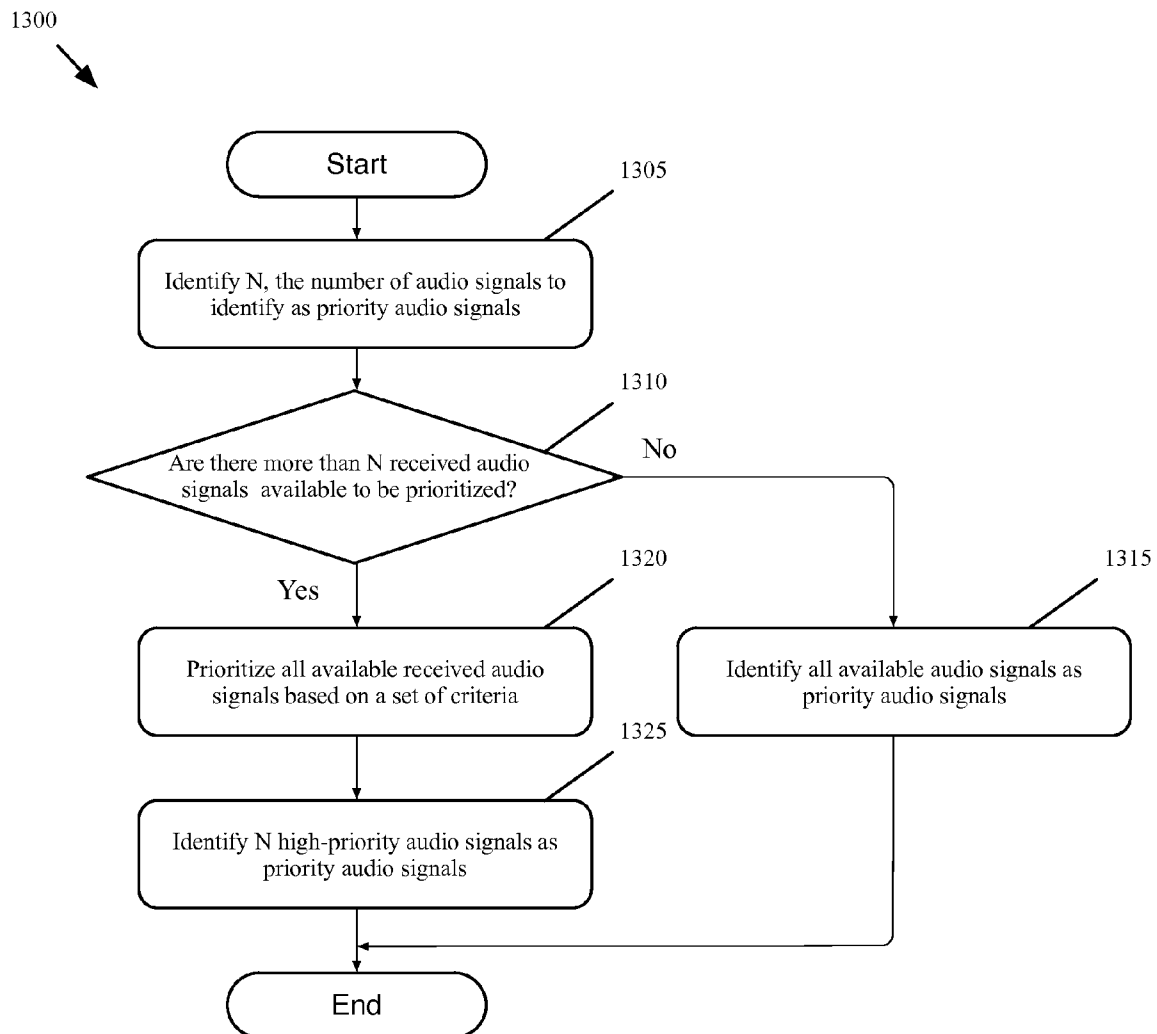 1300
Start
1305
Identify N, the number of audio signals to
identify as priority audio signals
1310
Are there more than N received audio
signals available to be prioritized?
No
Yes
1320
1315
Prioritize all available received audio
signals based on a set of criteria
Identify all available audio signals as
priority audio signals
1325
Identify N high-priority audio signals as
priority audio signals
End